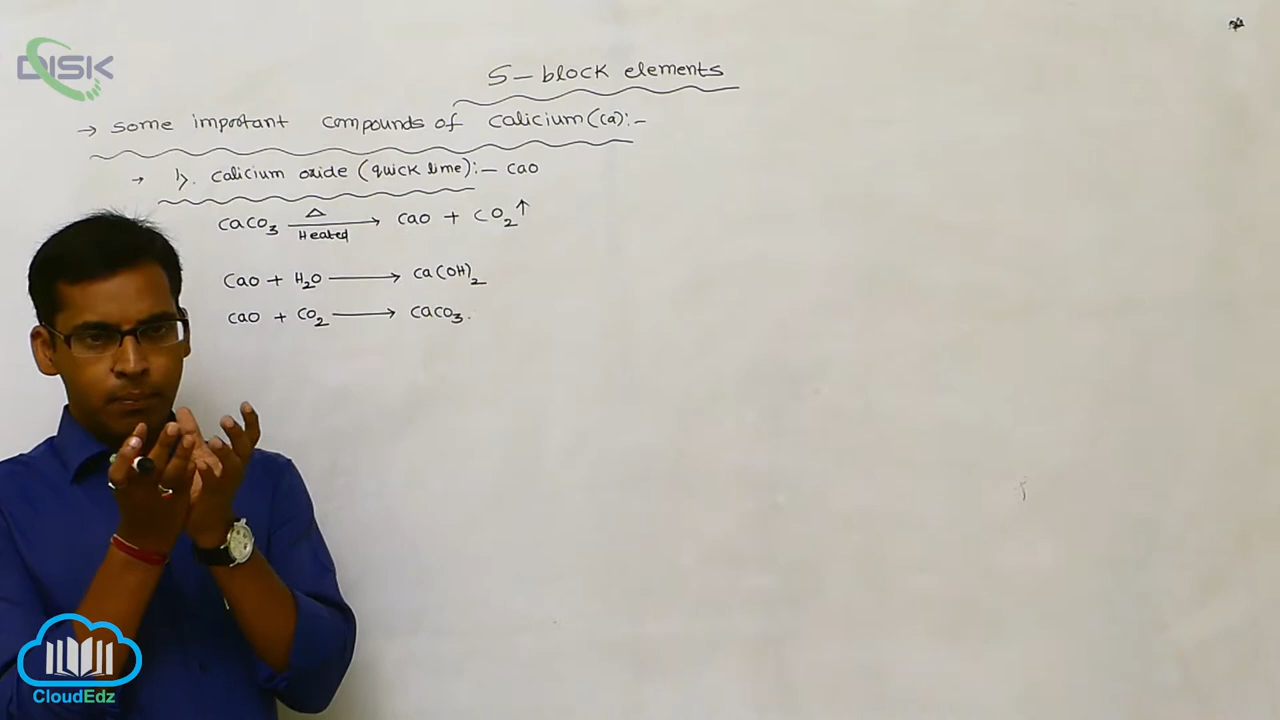 DISK
S-block elements
→ some important compounds of calicium (ca):-
→ 1). calicium oxide (quick lime):- cao
CaCO3 Δ Heated → cao + CO2↑
Cao + H2O → ca(OH)2
cao + CO2 → CaCO3.
CloudEdz